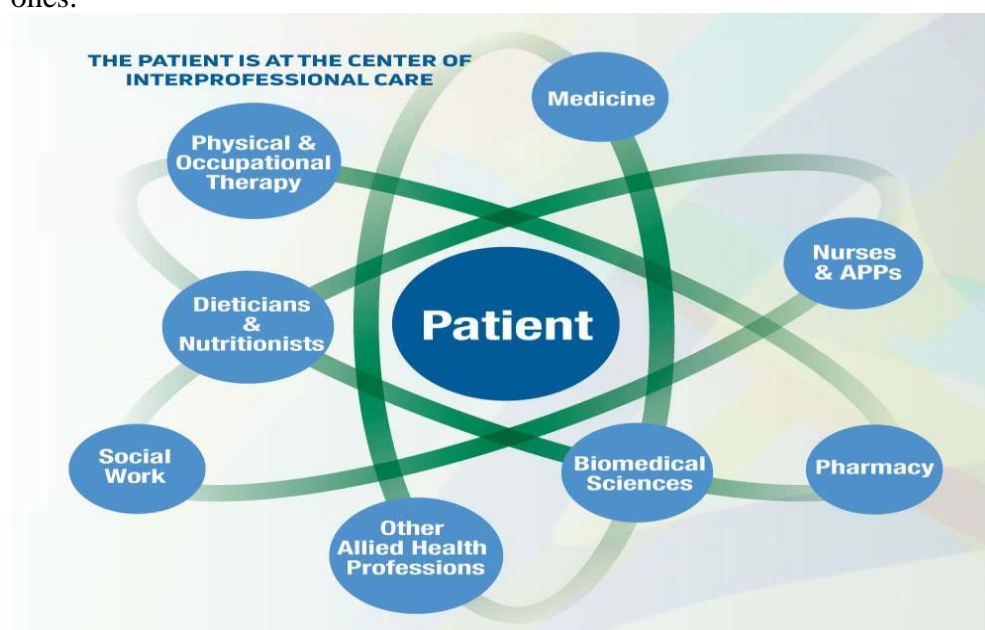 ones.
THE PATIENT IS AT THE CENTER OF
INTERPROFESSIONAL CARE
Medicine
Physical &
Occupational
Therapy
Nurses
& APPs
Dieticians
&
Nutritionists
Patient
Social
Work
Biomedical
Sciences
Pharmacy
Other
Allied Health
Professions